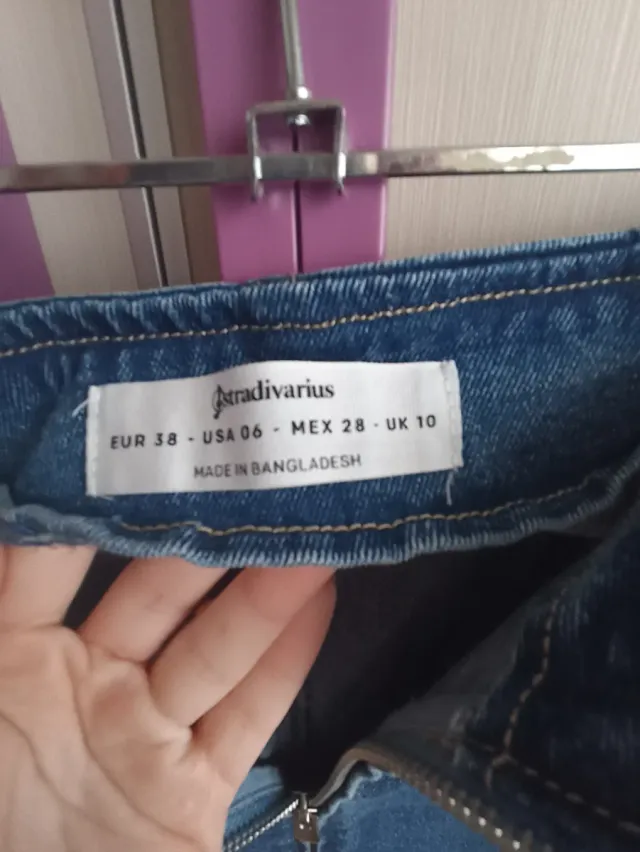 stradivarius
EUR 38 - USA 06 - MEX 28 - UK 10
MADE IN BANGLADESH